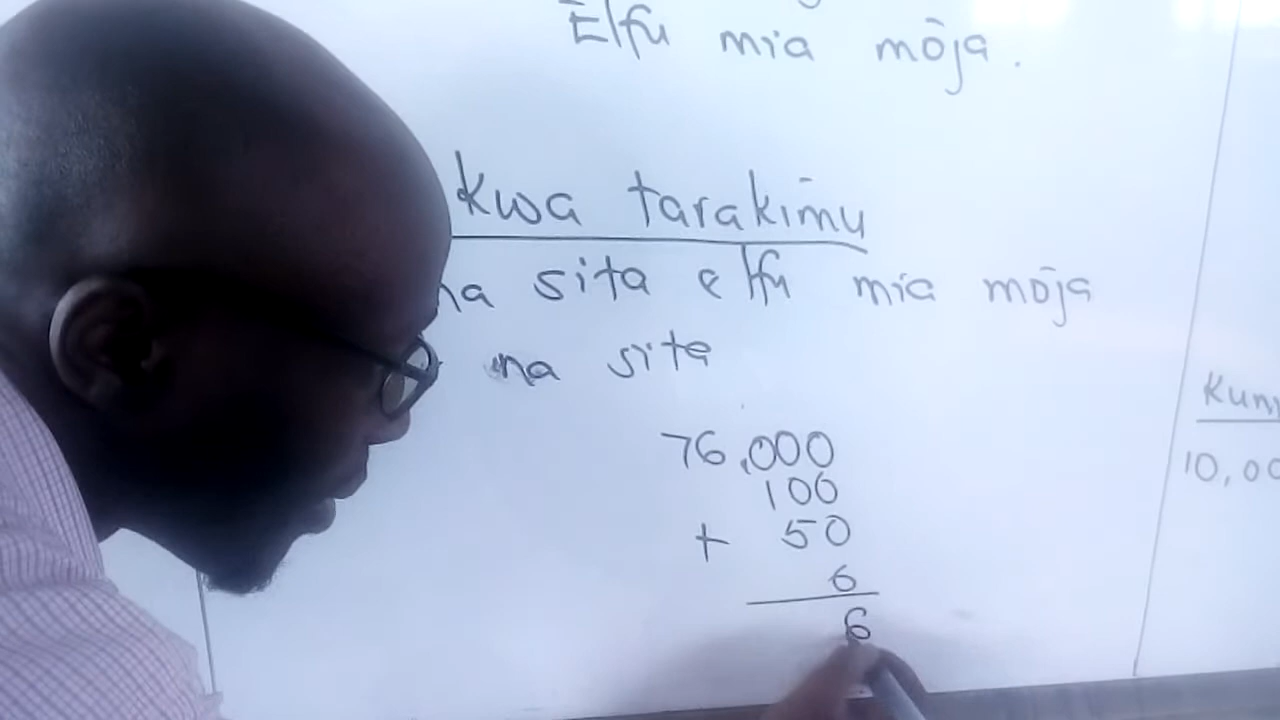 Elfu mia moja.
kwa tarakimu
na sita elfu mia moja
na sita
76,000
100
+ 50
6
6
Kum
10,00